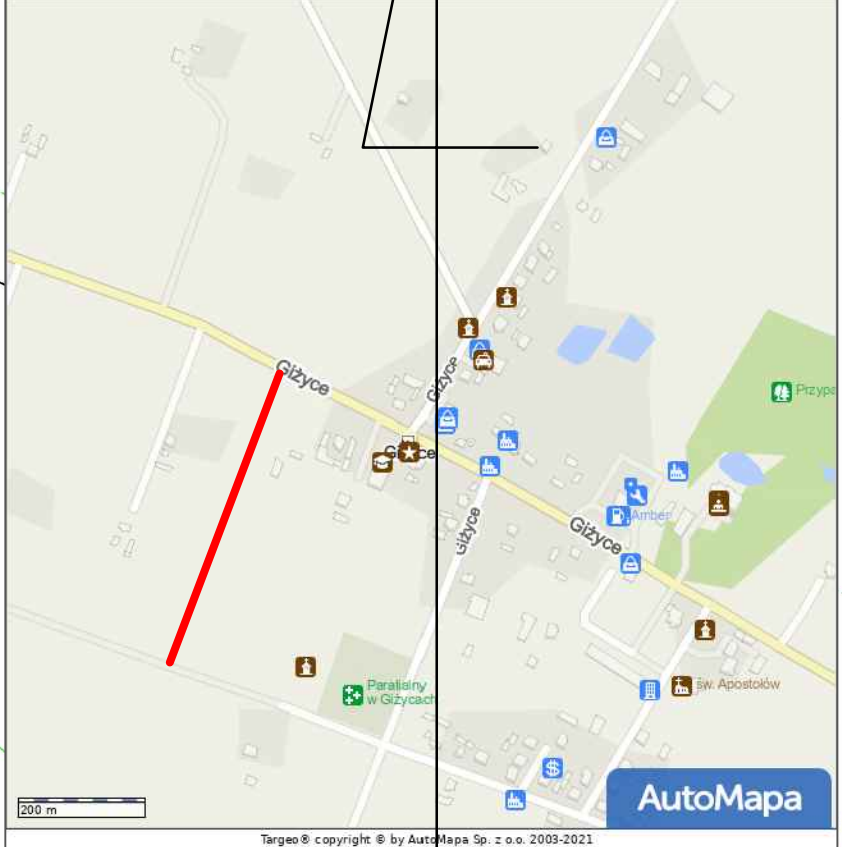 Giżyce
Giżyce
Przypa
Giżyce
Amber
Giżyce
Giżyce
Parafialny
w Giżycach
św. Apostołów
200 m
AutoMapa
Targeo® copyright © by AutoMapa Sp. z o.o. 2003-2021